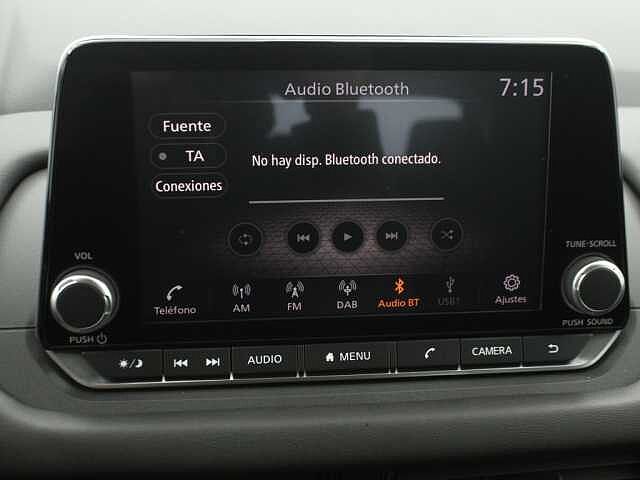 Audio Bluetooth
7:15
Fuente
TA
No hay disp. Bluetooth conectado.
Conexiones
VOL
TUNE·SCROLL
Teléfono
AM
FM
DAB
Audio BT
USB1
Ajustes
PUSH
PUSH SOUND
AUDIO
MENU
CAMERA